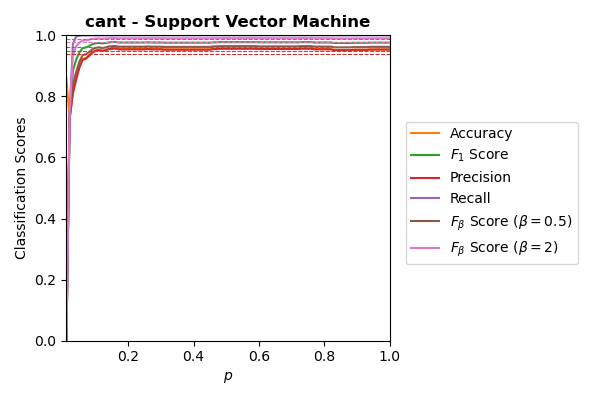 cant - Support Vector Machine
Classification Scores
1.0
0.8
0.6
0.4
0.2
0.0
0.2 0.4 0.6 0.8 1.0
p
Accuracy
F₁ Score
Precision
Recall
Fᵦ Score (β = 0.5)
Fᵦ Score (β = 2)